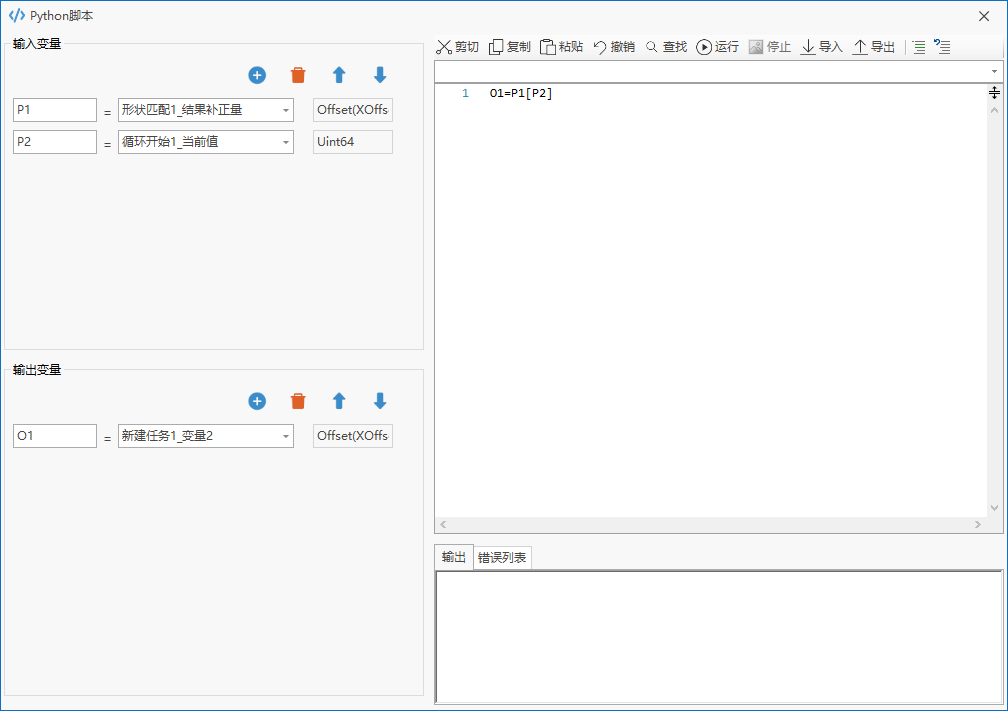 Python脚本
输入变量
P1 = 形状匹配1_结果补正量 Offset(XOffs
P2 = 循环开始1_当前值 Uint64
输出变量
O1 = 新建任务1_变量2 Offset(XOffs
剪切 复制 粘贴 撤销 查找 运行 停止 导入 导出
1 O1=P1[P2]
输出 错误列表